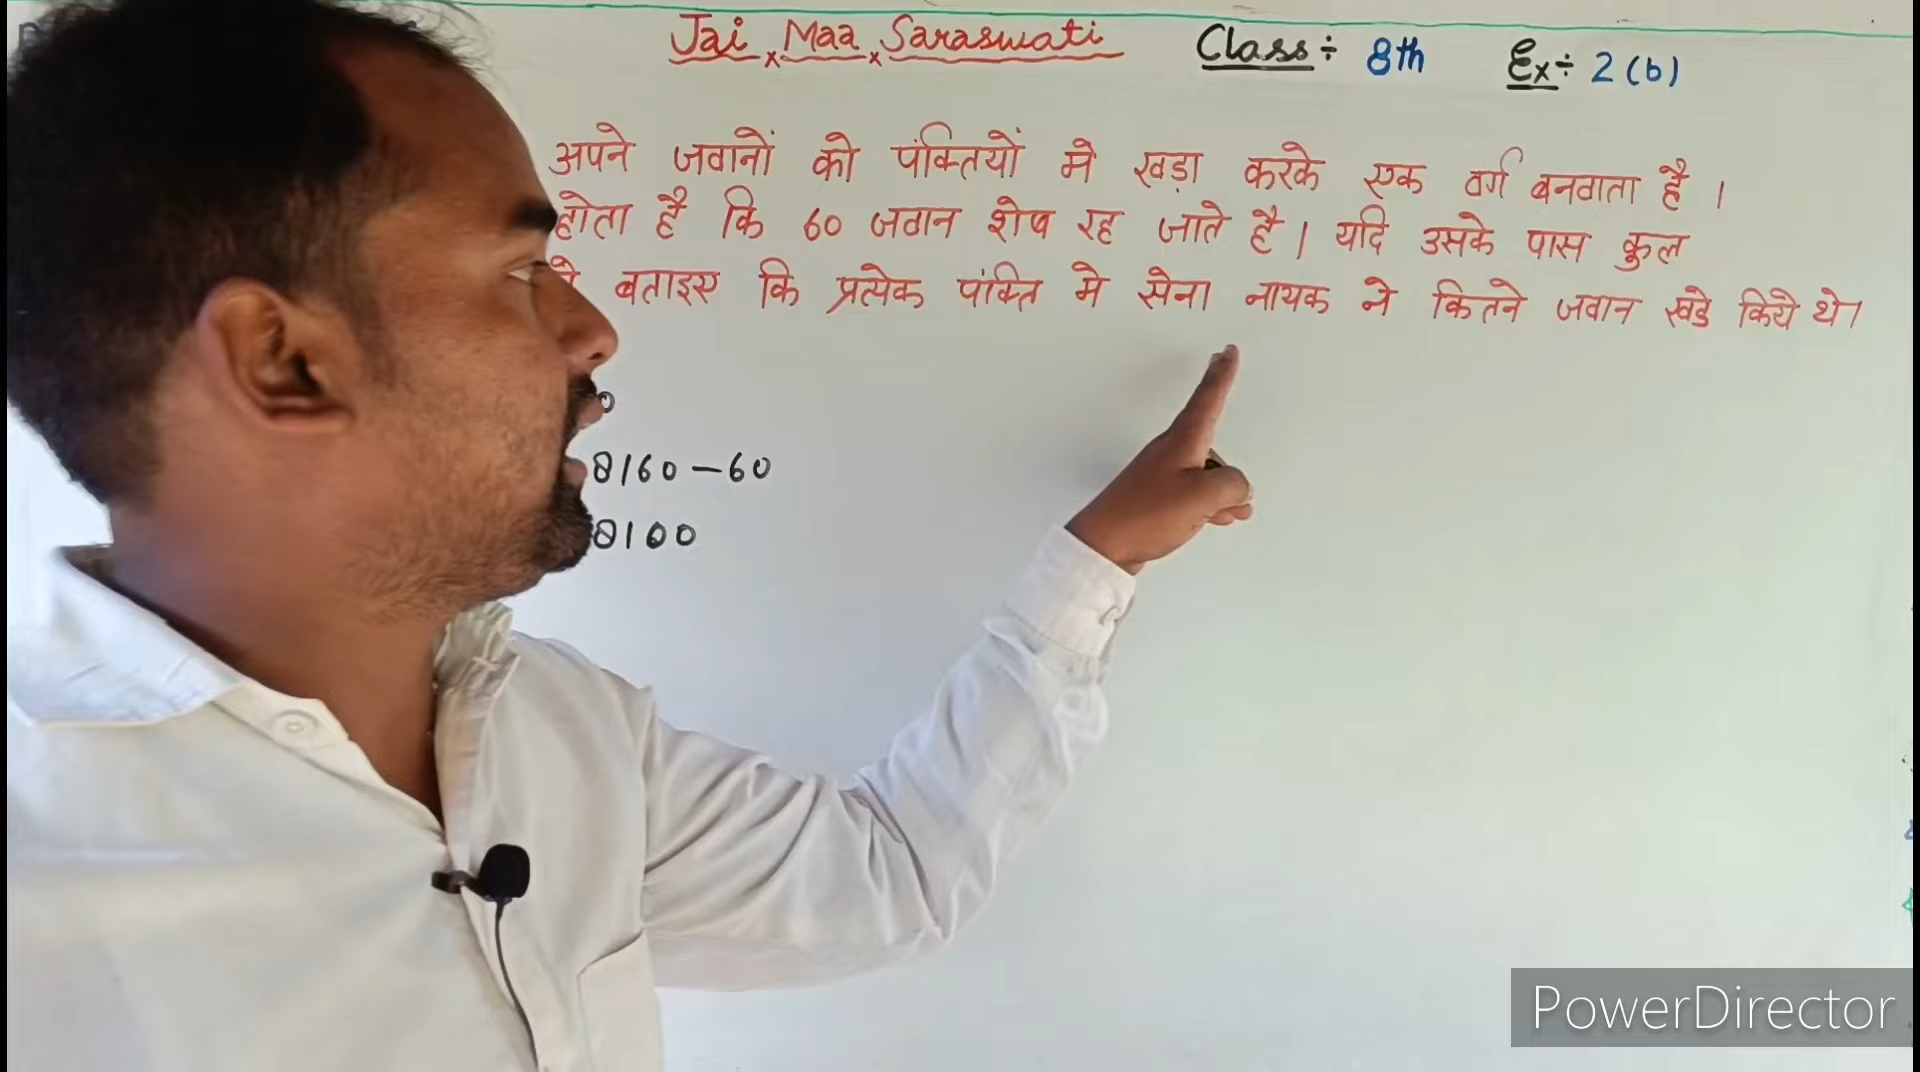 Jai Maa Saraswati Class ÷ 8th Ex ÷ 2 (b)
अपने जवानों को पंक्तियों मे खड़ा करके एक वर्ग बनवाता है ।
होता है कि 60 जवान शेष रह जाते है । यदि उसके पास कुल
बताइए कि प्रत्येक पंक्ति मे सेना नायक ने कितने जवान खडे किये थे।
8160 – 60
8100
PowerDirector